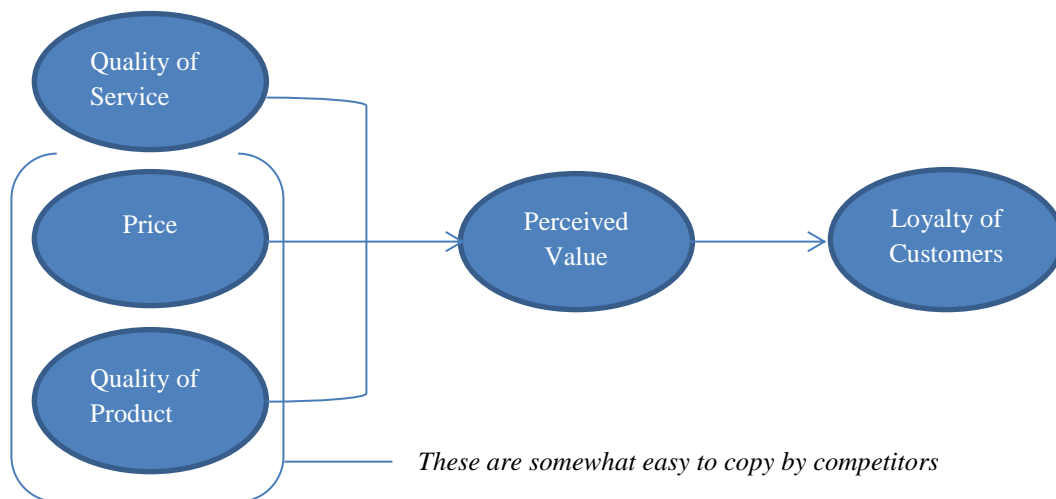 Quality of
Service
Price
Perceived
Value
Loyalty of
Customers
Quality of
Product
These are somewhat easy to copy by competitors